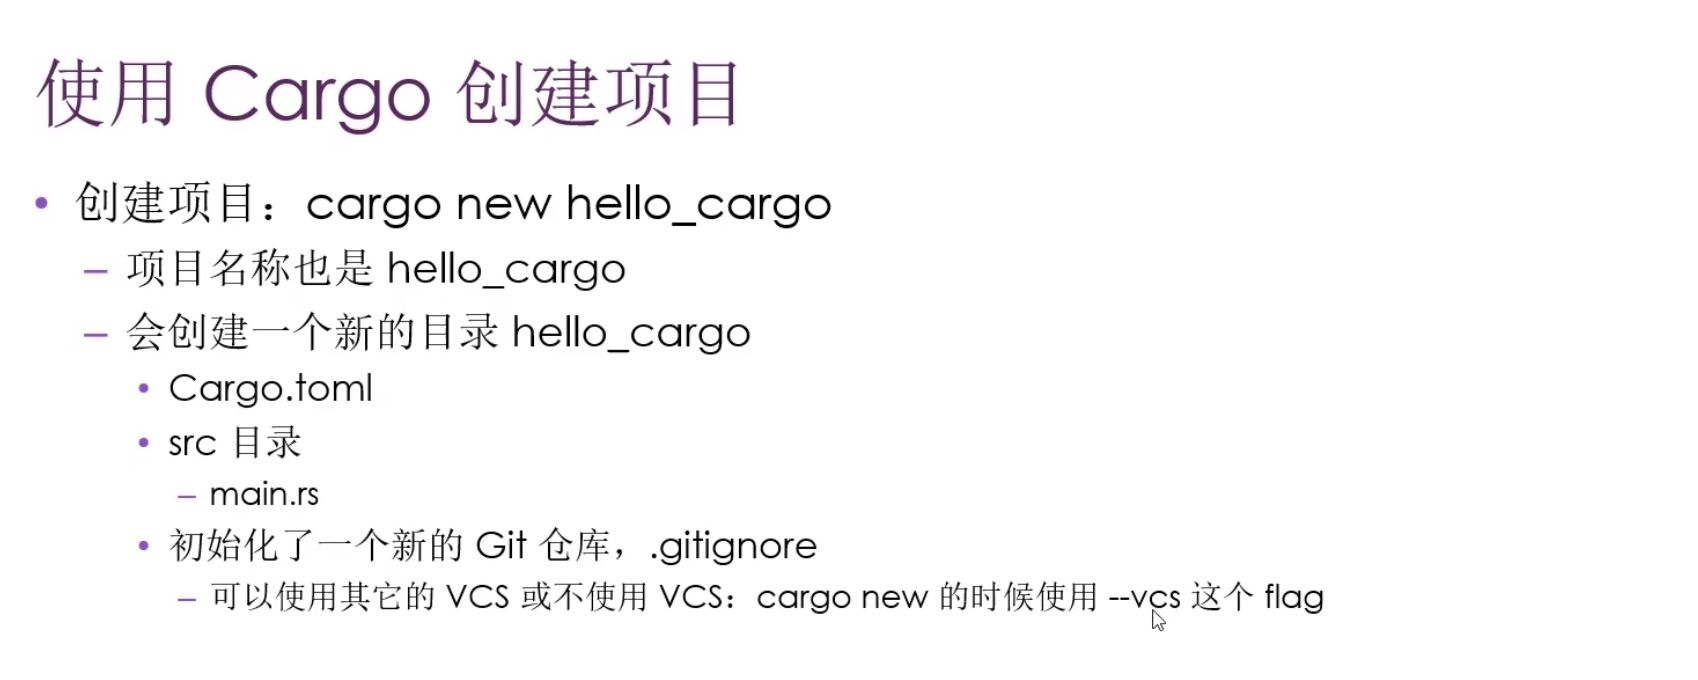 使用 Cargo 创建项目
• 创建项目：cargo new hello_cargo
– 项目名称也是 hello_cargo
– 会创建一个新的目录 hello_cargo
• Cargo.toml
• src 目录
– main.rs
• 初始化了一个新的 Git 仓库，.gitignore
– 可以使用其它的 VCS 或不使用 VCS：cargo new 的时候使用 --vcs 这个 flag